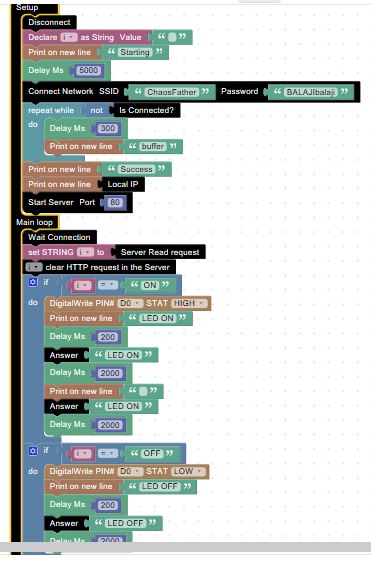 Setup
Disconnect
Declare i as String Value “ ”
Print on new line “ Starting ”
Delay Ms 5000
Connect Network SSID “ ChaosFather ” Password “ BALAJIbalaji ”
repeat while not Is Connected?
do Delay Ms 300
Print on new line “ buffer ”
Print on new line “ Success ”
Print on new line Local IP
Start Server Port 80
Main loop
Wait Connection
set STRING i to Server Read request
i clear HTTP request in the Server
if i = “ ON ”
do DigitalWrite PIN# D0 STAT HIGH
Print on new line “ LED ON ”
Delay Ms 200
Answer “ LED ON ”
Delay Ms 2000
Print on new line “ ”
Answer “ LED ON ”
Delay Ms 2000
if i = “ OFF ”
do DigitalWrite PIN# D0 STAT LOW
Print on new line “ LED OFF ”
Delay Ms 200
Answer “ LED OFF ”
Delay Ms 2000